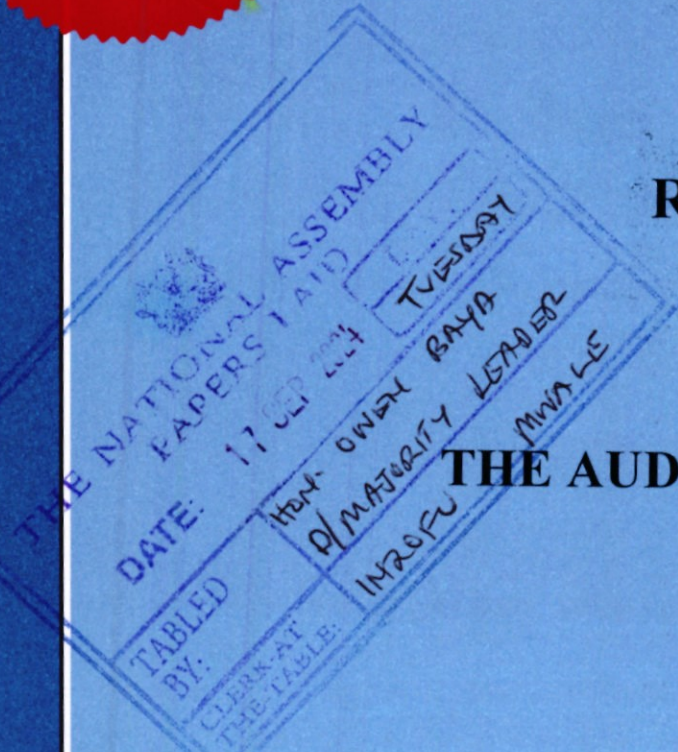 R
THE NATIONAL ASSEMBLY
PAPERS LAID
DATE: 17 SEP 2024
TUESDAY
TABLED BY: HON. OWEN BAYA
D/MAJORITY LEADER
CLERK-AT THE-TABLE: INZOFU MWALE
THE AUD